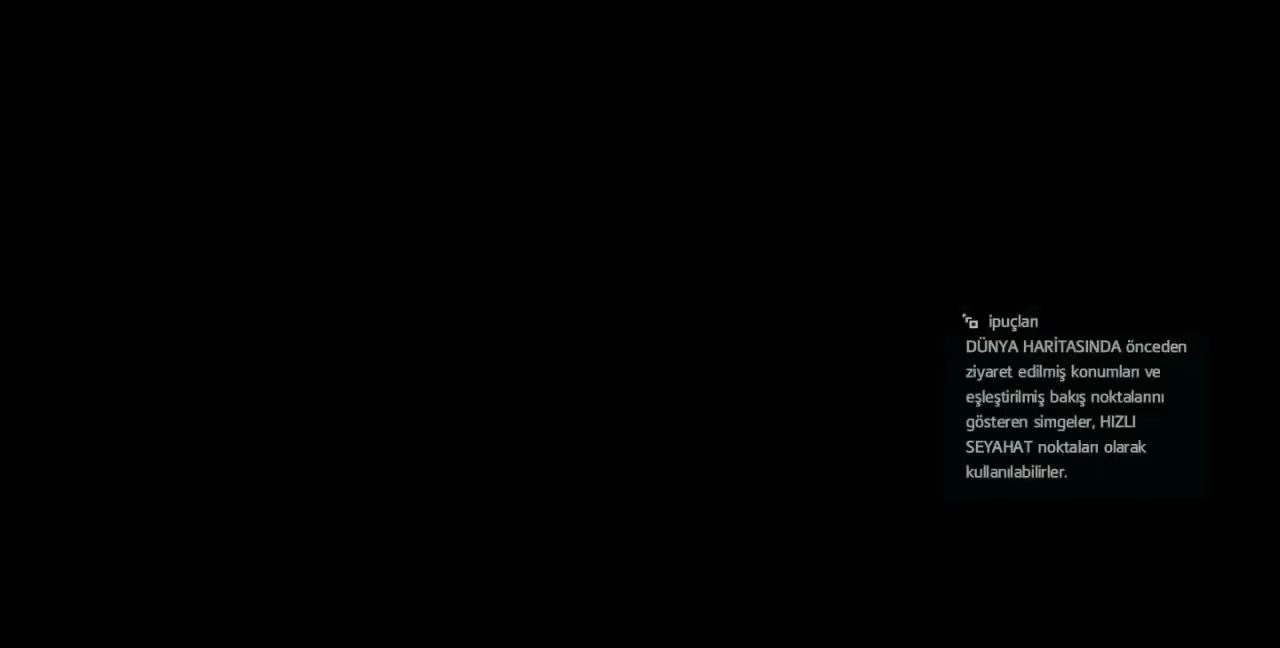 ipuçları
DÜNYA HARİTASINDA önceden
ziyaret edilmiş konumları ve
eşleştirilmiş bakış noktalarını
gösteren simgeler, HIZLI
SEYAHAT noktaları olarak
kullanılabilirler.